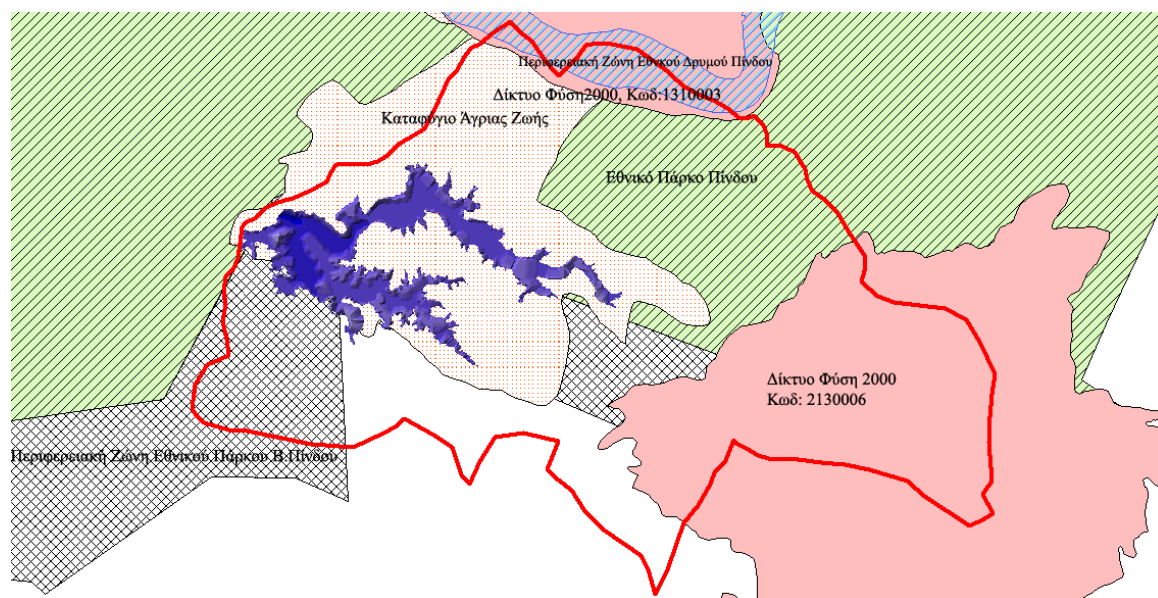 Περιφερειακή Ζώνη Εθνκού Δρυμού Πίνδου
Δίκτυο Φύση2000, Κωδ:1310003
Καταφύγιο Άγριας Ζωής
Εθνικό Πάρκο Πίνδου
Δίκτυο Φύση 2000
Κωδ: 2130006
Περιφερειακή Ζώνη Εθνικού Πάρκου Β.Πίνδου